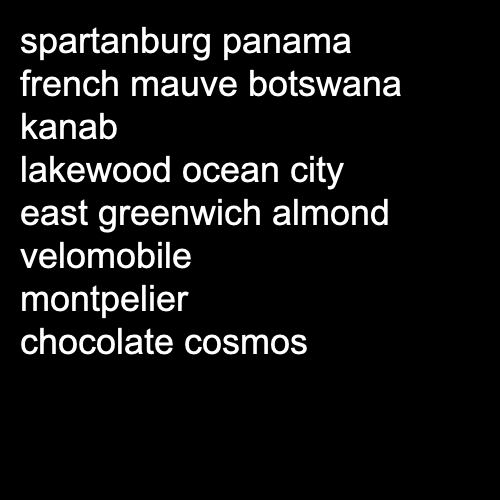 spartanburg panama
french mauve botswana
kanab
lakewood ocean city
east greenwich almond
velomobile
montpelier
chocolate cosmos